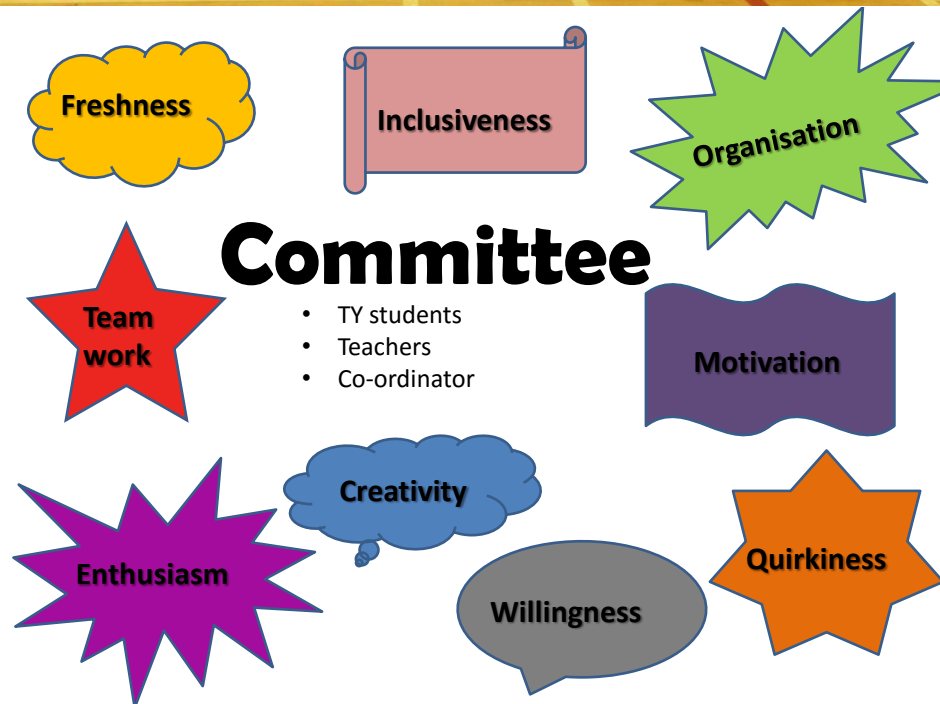 Freshness
Inclusiveness
Organisation
Committee
• TY students
• Teachers
• Co-ordinator
Team
work
Motivation
Creativity
Enthusiasm
Willingness
Quirkiness